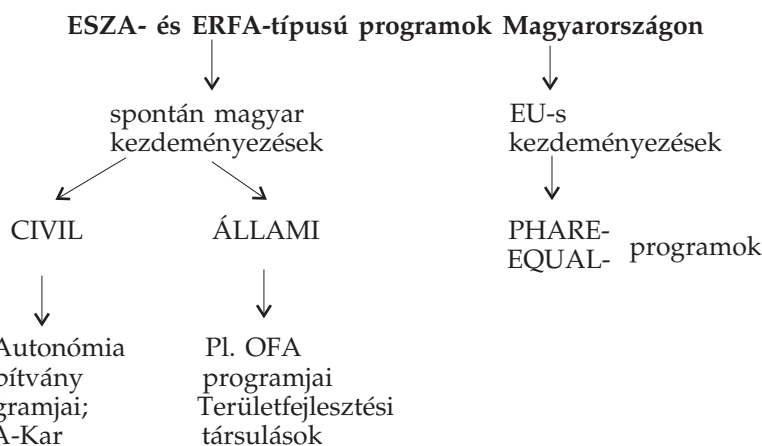 ESZA- és ERFA-típusú programok Magyarországon
spontán magyar
kezdeményezések
EU-s
kezdeményezések
CIVIL
ÁLLAMI
PHARE-
EQUAL-
programok
Autonómia
Pl. OFA
programjai
Területfejlesztési
társulások